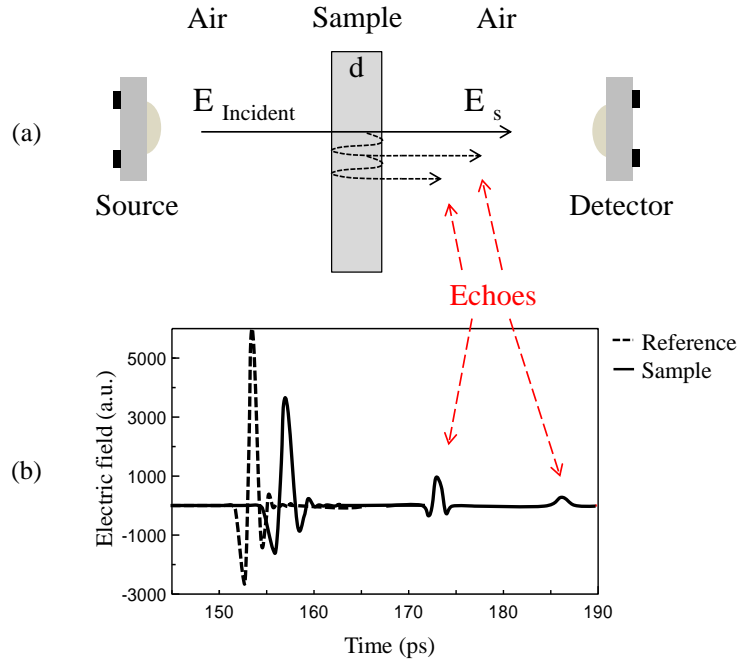 Air
Sample
Air
d
E Incident
E s
(a)
Source
Detector
Echoes
Reference
Sample
(b)
Electric field (a.u.)
5000
3000
1000
-1000
-3000
150
160
170
180
190
Time (ps)